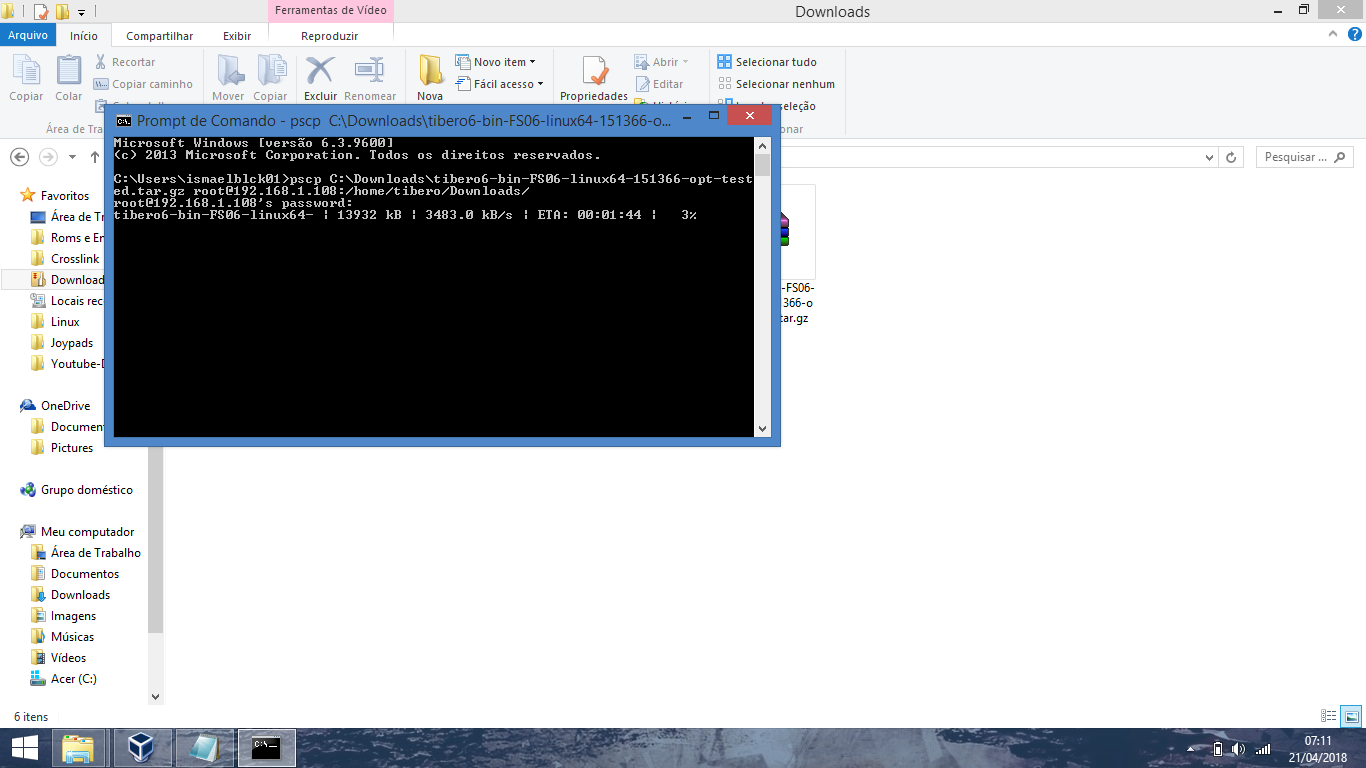 Ferramentas de Vídeo
Downloads
Arquivo
Início
Compartilhar
Exibir
Reproduzir
Copiar
Colar
Recortar
Copiar caminho
Mover
Copiar
Excluir
Renomear
Nova
Novo item
Fácil acesso
Propriedades
Abrir
Editar
Selecionar tudo
Selecionar nenhum
seleção
Área de Tra
Pesquisar ...
Prompt de Comando - pscp C:\Downloads\tibero6-bin-FS06-linux64-151366-o...
Microsoft Windows [versão 6.3.9600]
(c) 2013 Microsoft Corporation. Todos os direitos reservados.
C:\Users\ismaelblck01>pscp C:\Downloads\tibero6-bin-FS06-linux64-151366-opt-test
ed.tar.gz root@192.168.1.108:/home/tibero/Downloads/
root@192.168.1.108's password:
tibero6-bin-FS06-linux64- | 13932 kB | 3483.0 kB/s | ETA: 00:01:44 | 3%
-FS06-
366-o
tar.gz
Favoritos
Área de Tr
Roms e En
Crosslink
Download
Locais rec
Linux
Joypads
Youtube-D
OneDrive
Document
Pictures
Grupo doméstico
Meu computador
Área de Trabalho
Documentos
Downloads
Imagens
Músicas
Vídeos
Acer (C:)
6 itens
07:11
21/04/2018